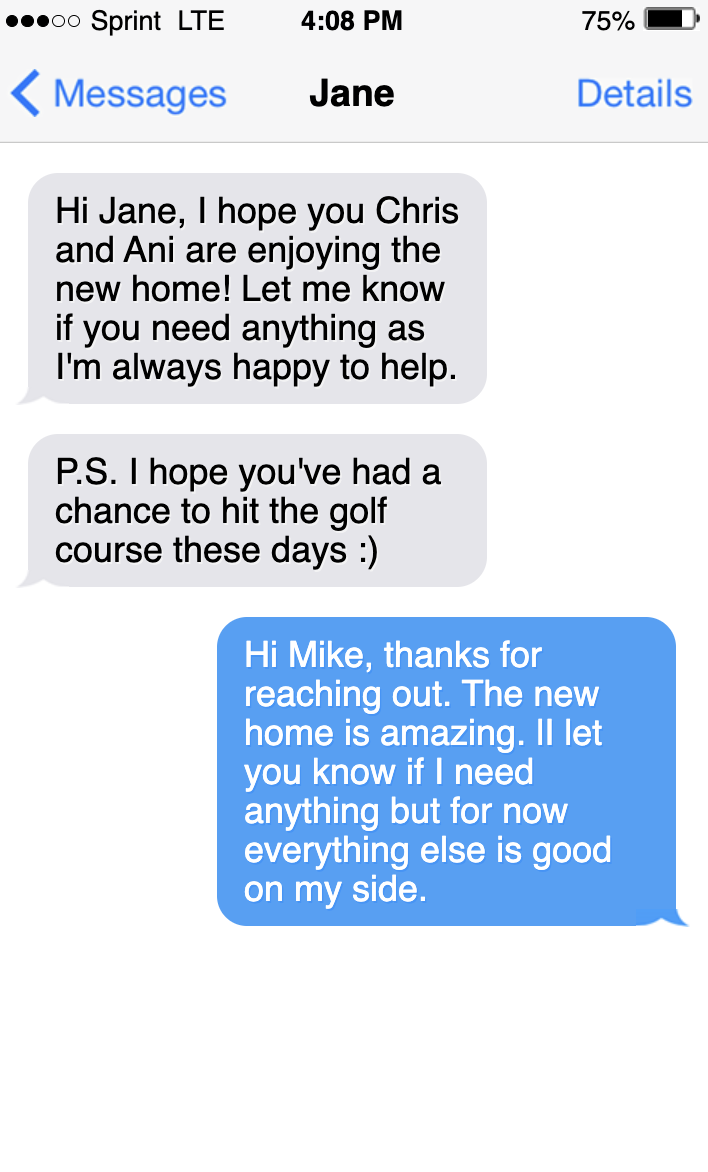 Sprint LTE 4:08 PM 75%
Messages Jane Details
Hi Jane, I hope you Chris
and Ani are enjoying the
new home! Let me know
if you need anything as
I'm always happy to help.
P.S. I hope you've had a
chance to hit the golf
course these days :)
Hi Mike, thanks for
reaching out. The new
home is amazing. Il let
you know if I need
anything but for now
everything else is good
on my side.